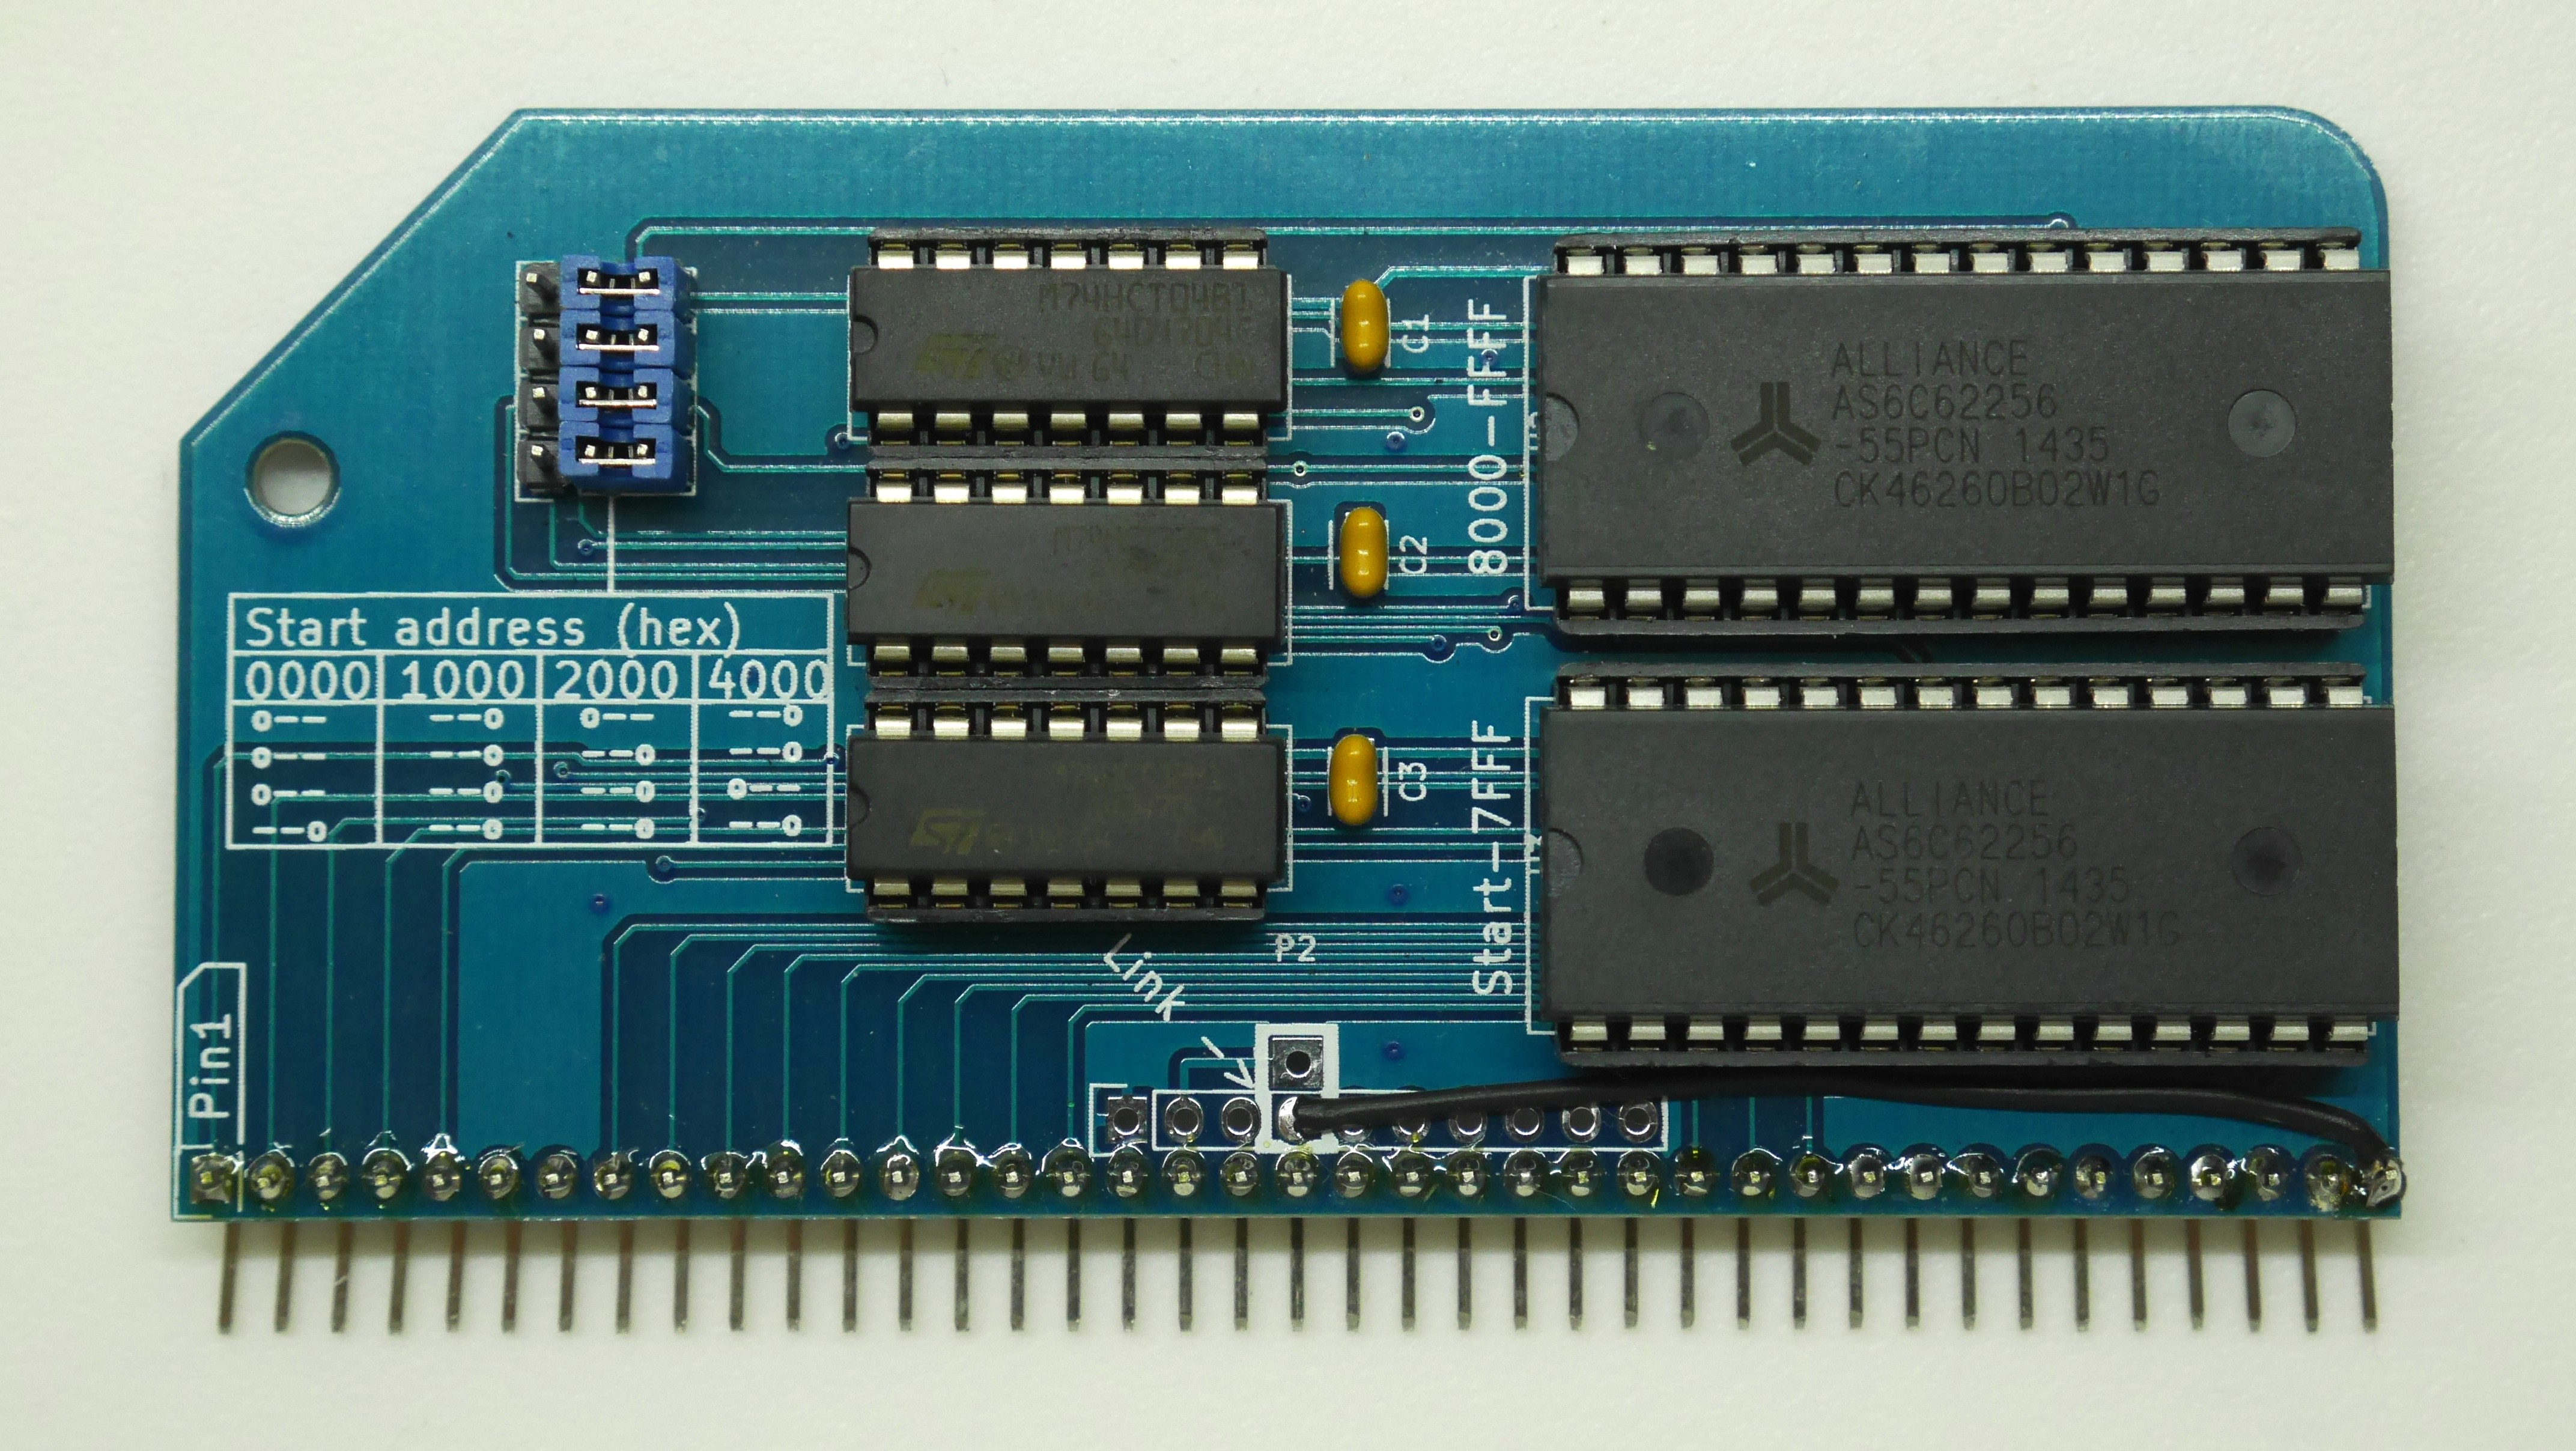 M74HCT04B1
C1
8000-FFFF
ALLIANCE
AS6C62256
-55PCN 1435
CK46260B02W1G
C2
Start address (hex)
0000 1000 2000 4000
o-- --o o-- --o
o-- --o --o --o
o-- --o --o o--
--o --o --o --o
C3
Start-7FFF
ALLIANCE
AS6C62256
-55PCN 1435
CK46260B02W1G
P2
Link
Pin1